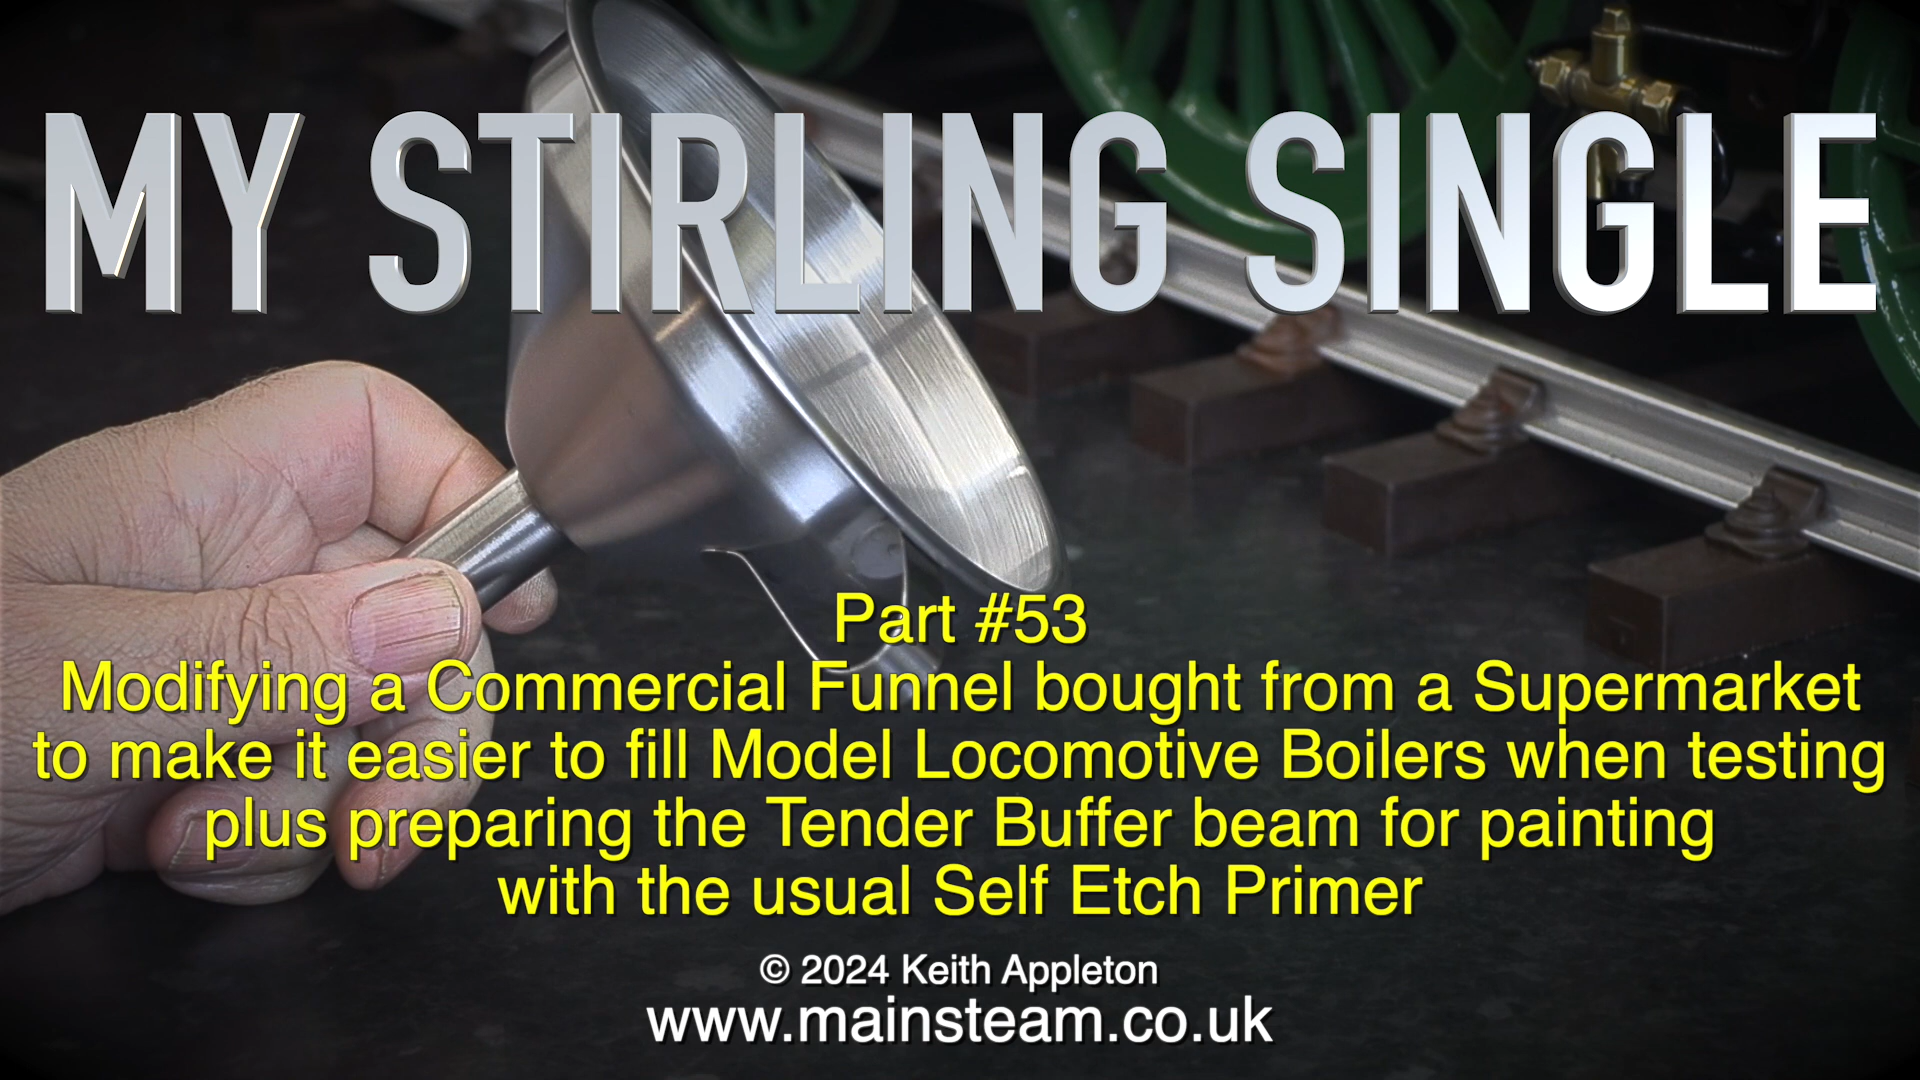 MY STIRLING SINGLE
Part #53
Modifying a Commercial Funnel bought from a Supermarket
to make it easier to fill Model Locomotive Boilers when testing
plus preparing the Tender Buffer beam for painting
with the usual Self Etch Primer
© 2024 Keith Appleton
www.mainsteam.co.uk